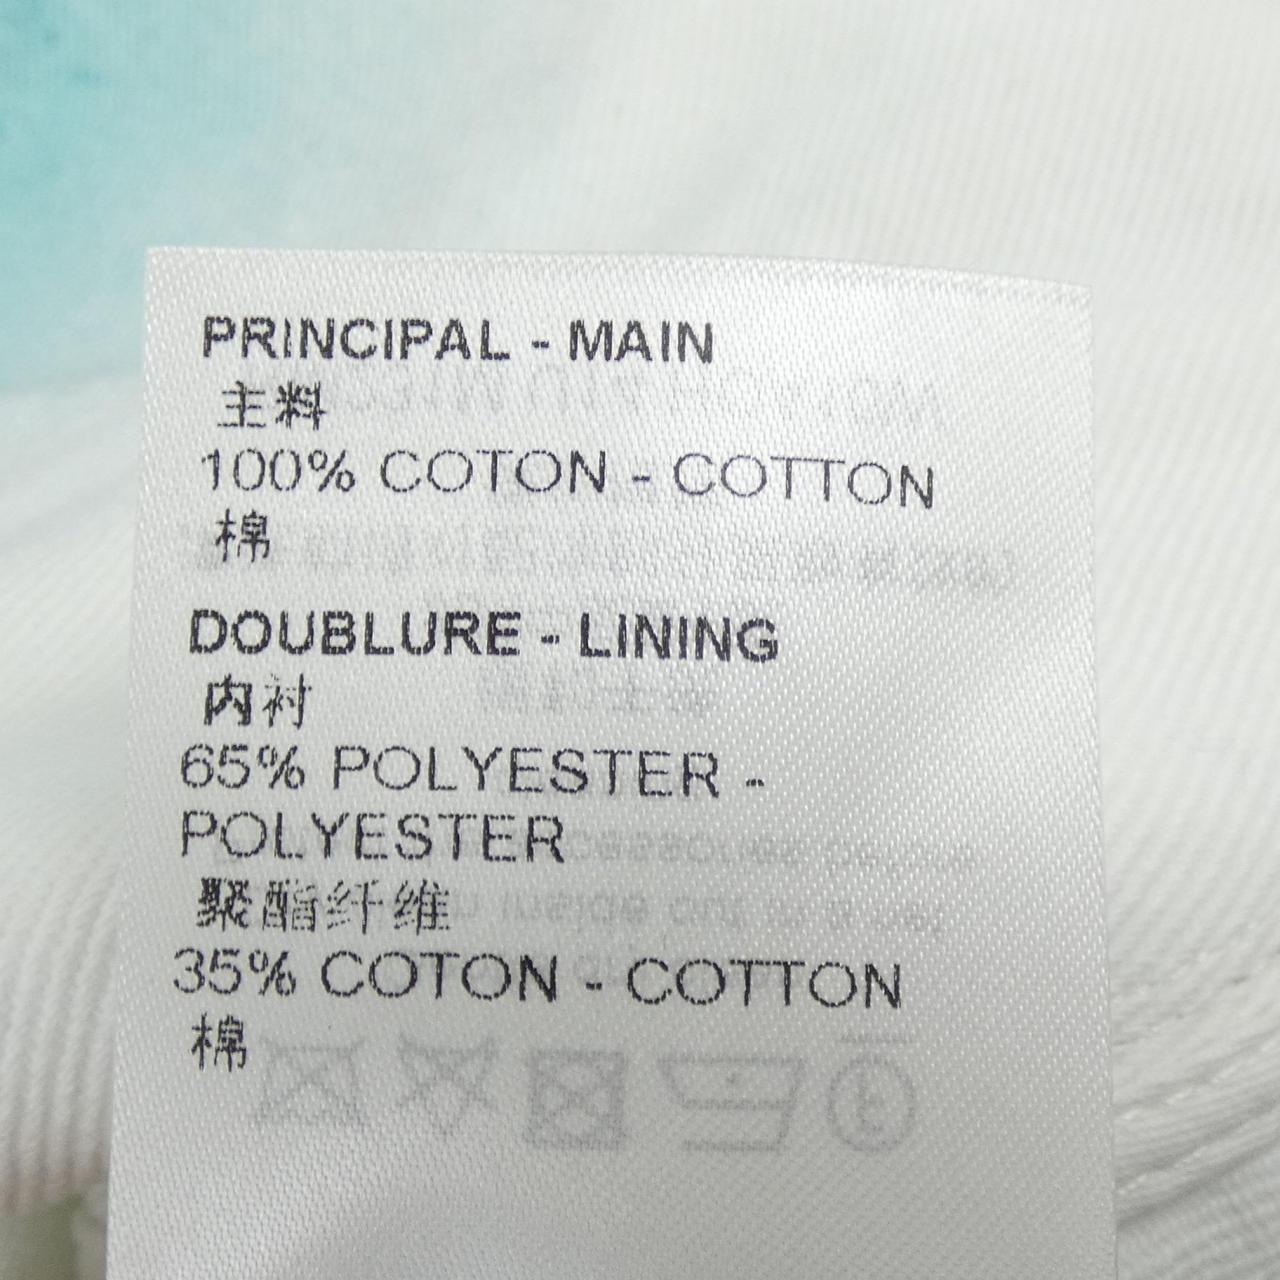 PRINCIPAL - MAIN
主料
100% COTON - COTTON
棉
DOUBLURE - LINING
内衬
65% POLYESTER -
POLYESTER
聚酯纤维
35% COTON - COTTON
棉